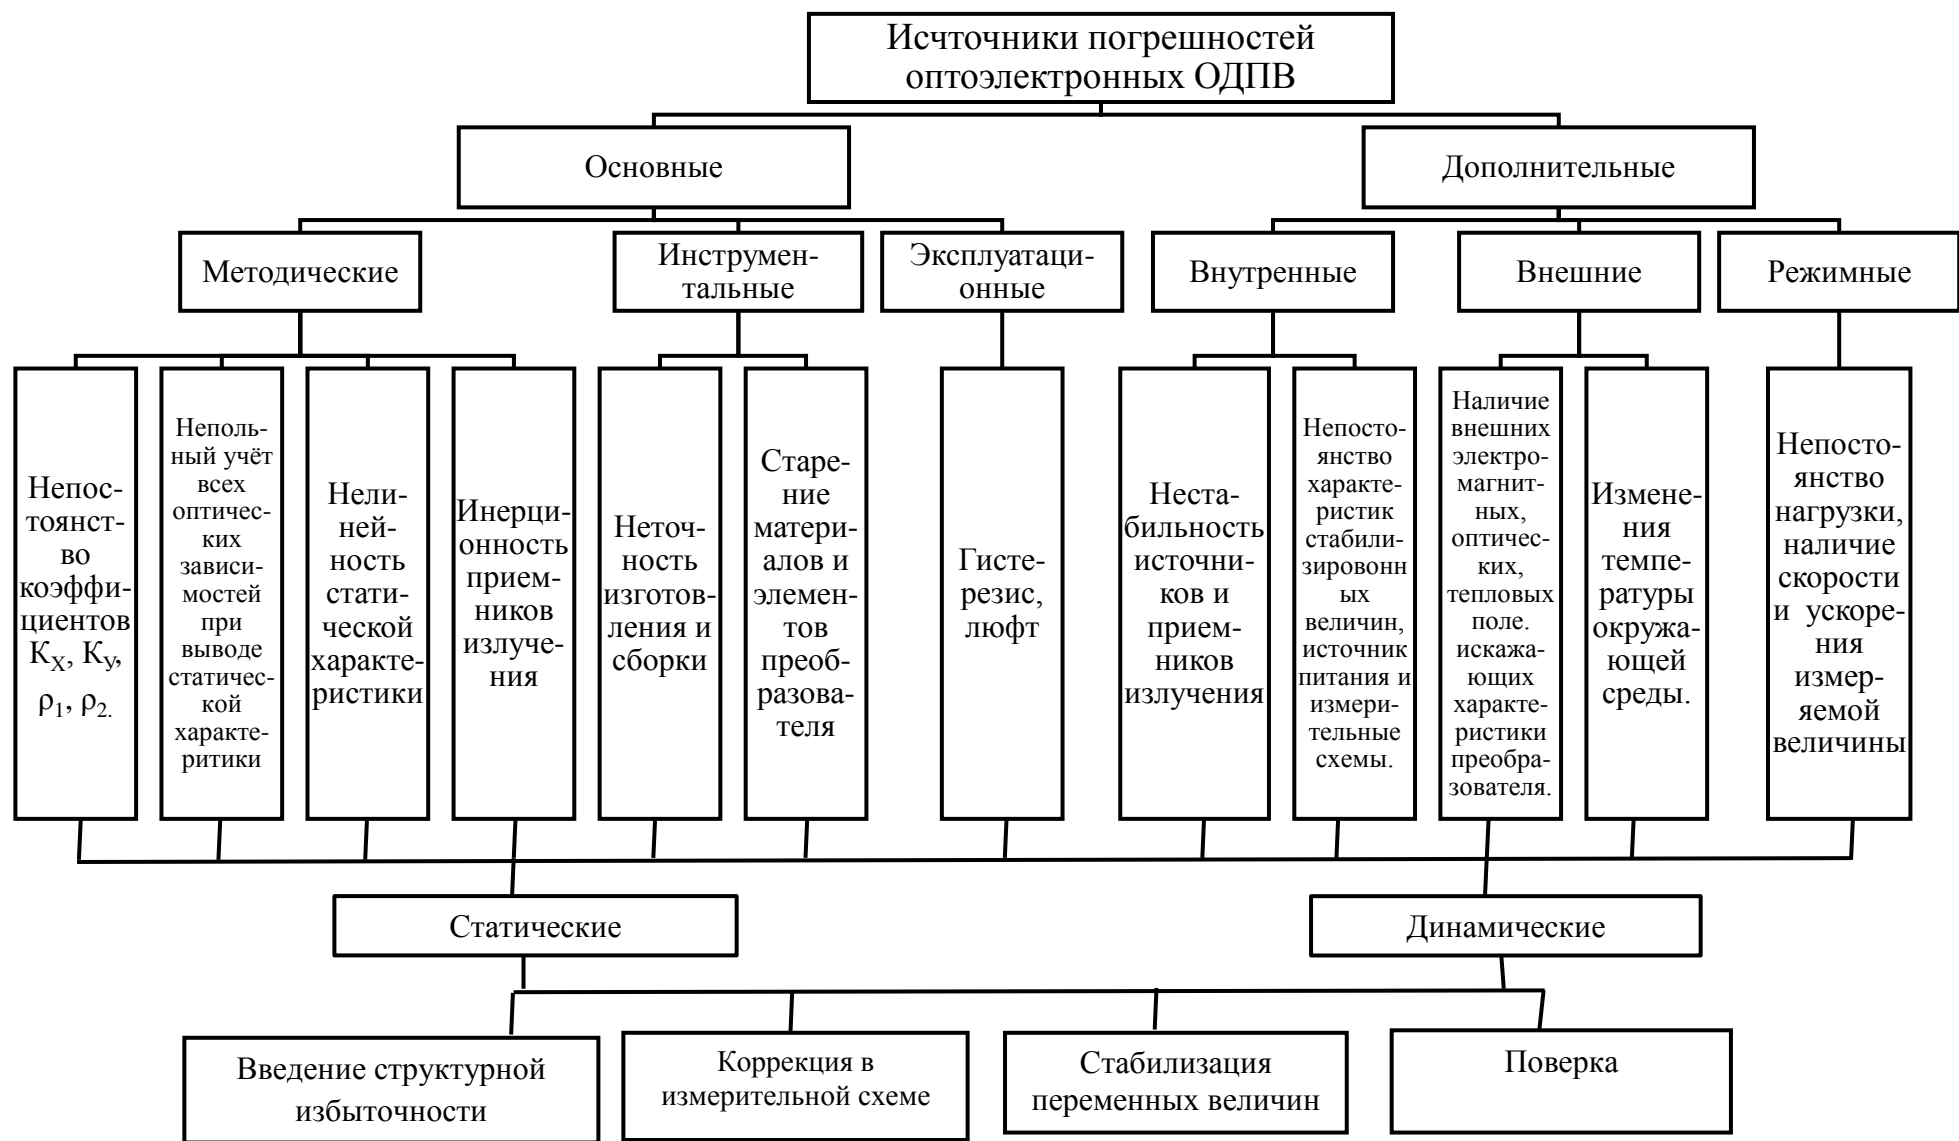 Исчточники погрешностей
оптоэлектронных ОДПВ
Основные
Дополнительные
Методические
Инструмен-
тальные
Эксплуатаци-
онные
Внутренные
Внешние
Режимные
Непос-
тоянст-
во
коэффи-
циентов
K_X, K_У,
ρ_1, ρ_2.
Неполь-
ный учёт
всех
оптичес-
ких
зависи-
мостей
при
выводе
статичес-
кой
характе-
ритики
Нели-
ней-
ность
стати-
ческой
характе-
ристики
Инерци-
онность
прием-
ников
излуче-
ния
Неточ-
ность
изготов-
ления и
сборки
Старе-
ние
матери-
алов и
элемен-
тов
преоб-
разова-
теля
Гисте-
резис,
люфт
Неста-
бильность
источни-
ков и
прием-
ников
излучения
Непосто-
янство
характе-
ристик
стабили-
зировонн
ых
величин,
источник
питания и
измери-
тельные
схемы.
Наличие
внешних
электро-
магнит-
ных,
оптичес-
ких,
тепловых
поле.
искажа-
ющих
характе-
ристики
преобра-
зователя.
Измене-
ния
темпе-
ратуры
окружа-
ющей
среды.
Непосто-
янство
нагрузки,
наличие
скорости
и ускоре-
ния
измер-
яемой
величины
Статические
Динамические
Введение структурной
избыточности
Коррекция в
измерительной схеме
Стабилизация
переменных величин
Поверка